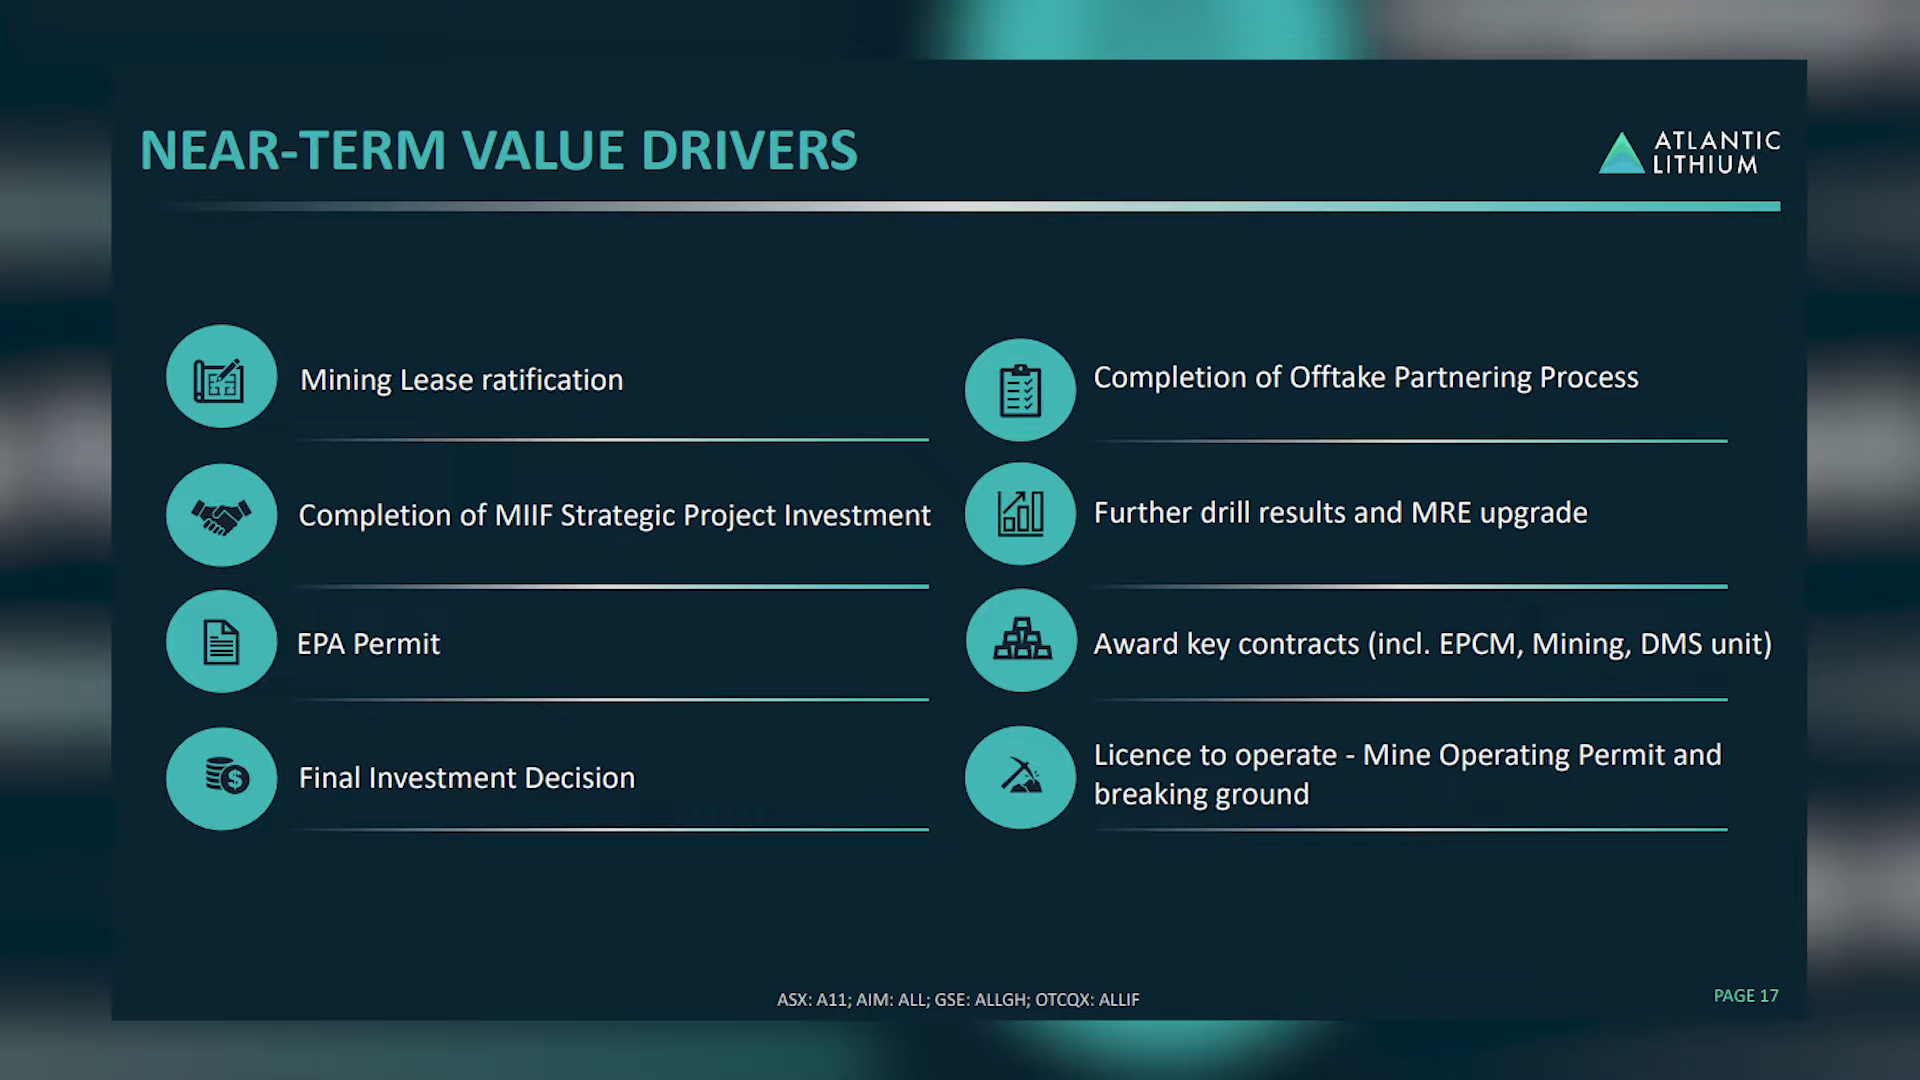 NEAR-TERM VALUE DRIVERS
ATLANTIC
LITHIUM
Mining Lease ratification
Completion of MIIF Strategic Project Investment
EPA Permit
Final Investment Decision
Completion of Offtake Partnering Process
Further drill results and MRE upgrade
Award key contracts (incl. EPCM, Mining, DMS unit)
Licence to operate - Mine Operating Permit and
breaking ground
ASX: A11; AIM: ALL; GSE: ALLGH; OTCQX: ALLIF
PAGE 17